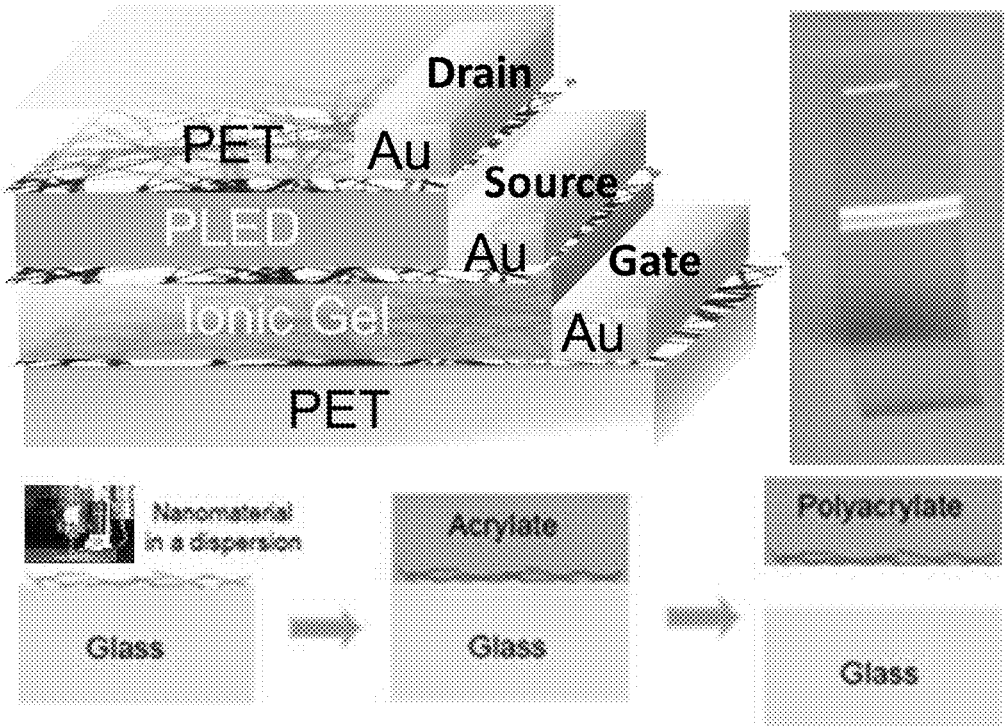 Drain
PET
Au
Source
PLED
Au
Gate
Ionic Gel
Au
PET
Nanomaterial
in a dispersion
Glass
Acrylate
Glass
Polyacrylate
Glass